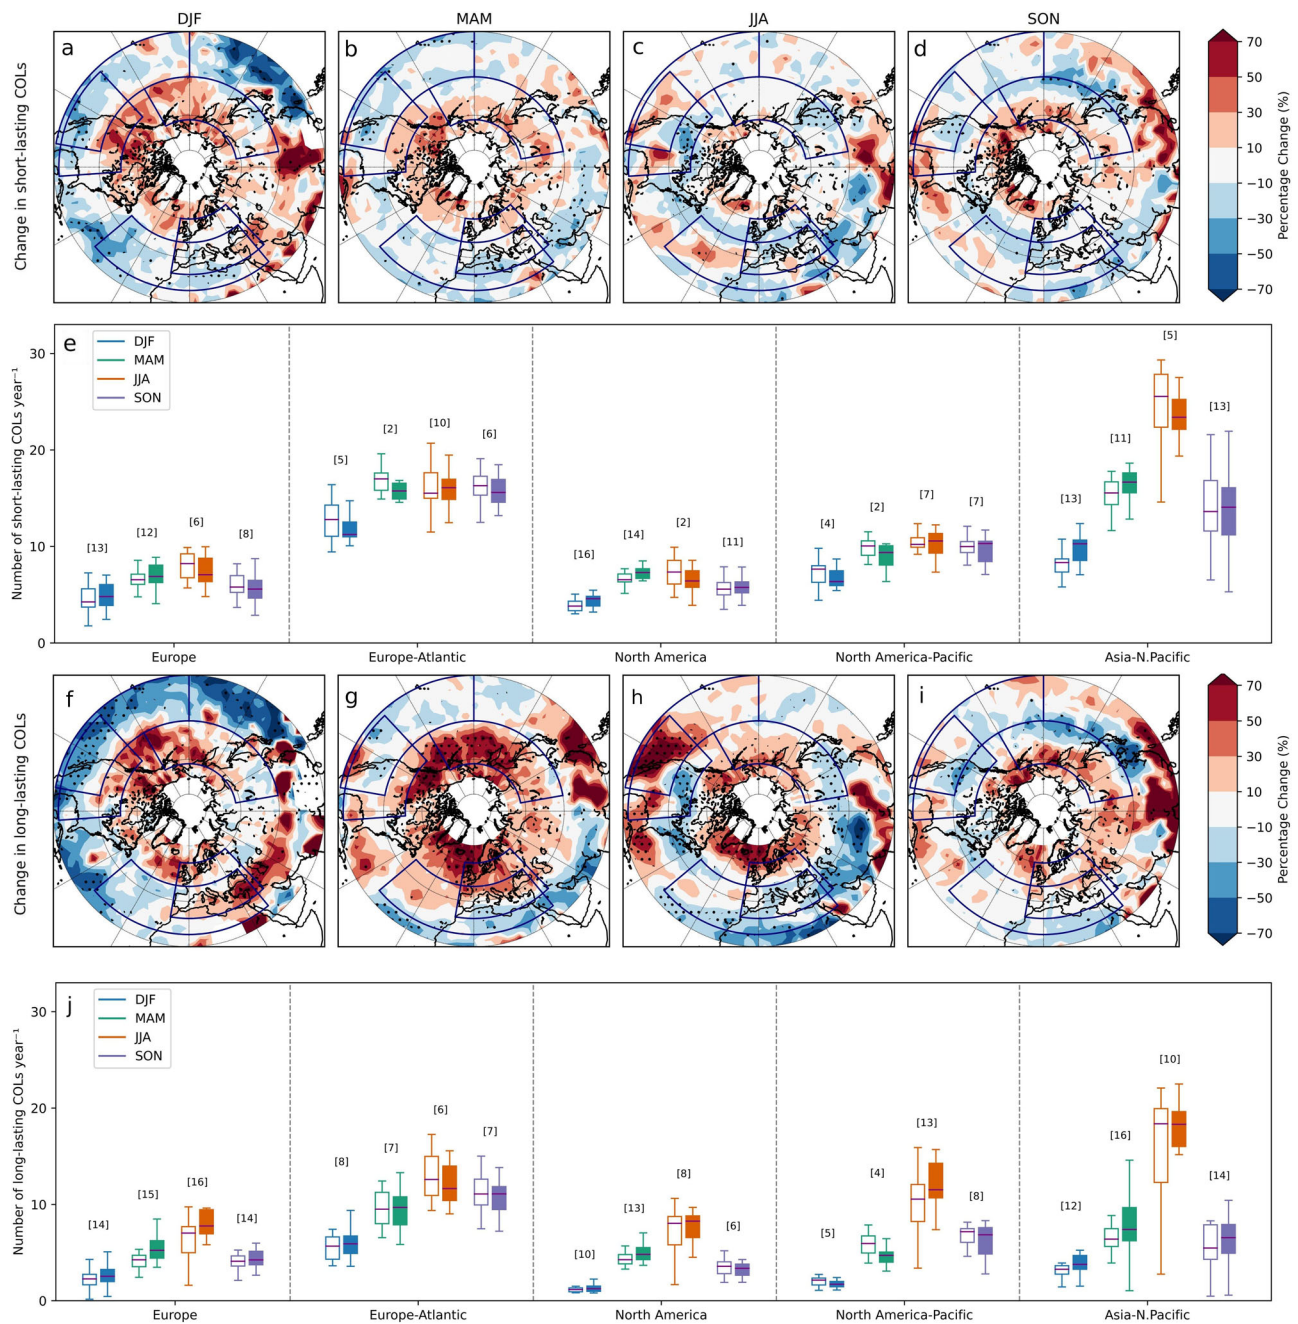 DJF
MAM
JJA
SON
a
b
c
d
Change in short-lasting COLs
70
50
30
10
−10
−30
−50
−70
Percentage Change (%)
e
DJF
MAM
JJA
SON
Number of short-lasting COLs year⁻¹
30
20
10
0
[13]
[12]
[6]
[8]
[5]
[2]
[10]
[6]
[16]
[14]
[2]
[11]
[4]
[2]
[7]
[7]
[13]
[11]
[5]
[13]
Europe
Europe-Atlantic
North America
North America-Pacific
Asia-N.Pacific
f
g
h
i
Change in long-lasting COLs
70
50
30
10
−10
−30
−50
−70
Percentage Change (%)
j
DJF
MAM
JJA
SON
Number of long-lasting COLs year⁻¹
30
20
10
0
[14]
[15]
[16]
[14]
[8]
[7]
[6]
[7]
[10]
[13]
[8]
[6]
[5]
[4]
[13]
[8]
[12]
[16]
[10]
[14]
Europe
Europe-Atlantic
North America
North America-Pacific
Asia-N.Pacific